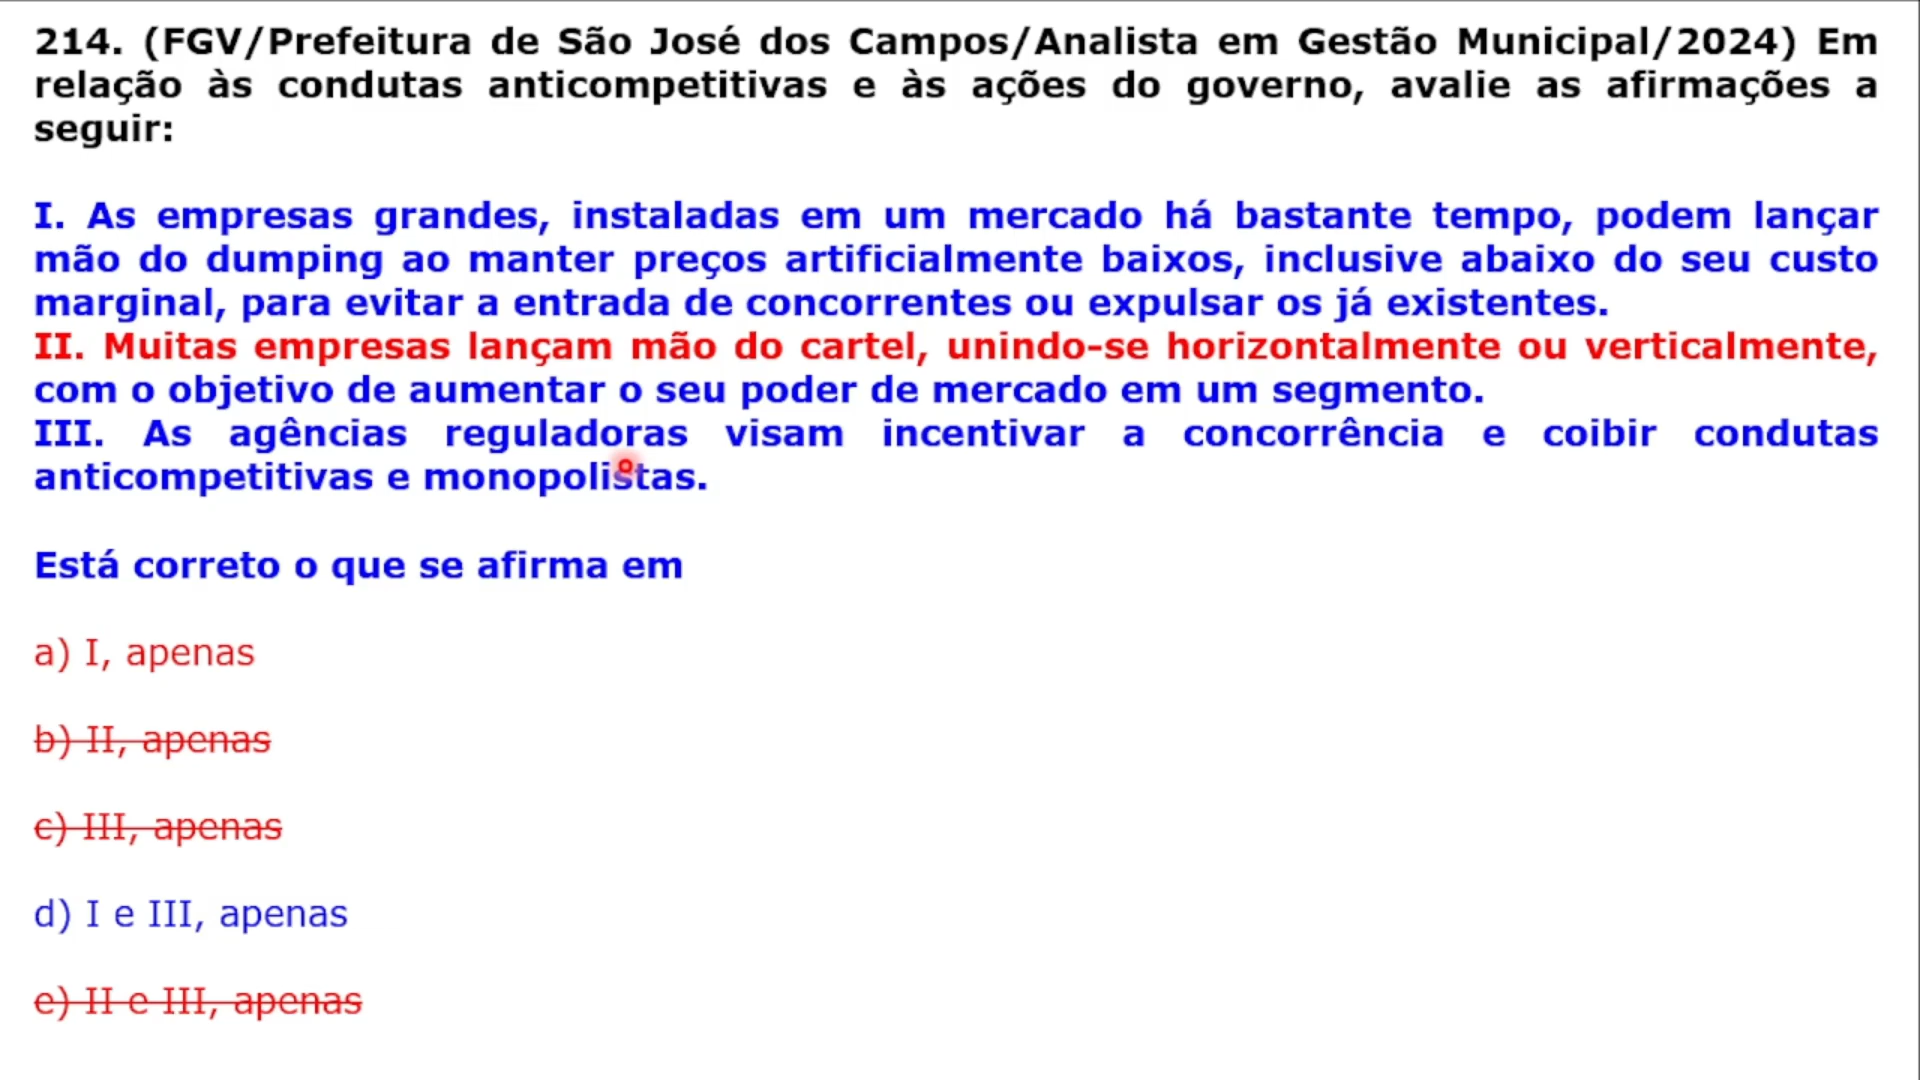 214. (FGV/Prefeitura de São José dos Campos/Analista em Gestão Municipal/2024) Em
relação às condutas anticompetitivas e às ações do governo, avalie as afirmações a
seguir:
I. As empresas grandes, instaladas em um mercado há bastante tempo, podem lançar
mão do dumping ao manter preços artificialmente baixos, inclusive abaixo do seu custo
marginal, para evitar a entrada de concorrentes ou expulsar os já existentes.
II. Muitas empresas lançam mão do cartel, unindo-se horizontalmente ou verticalmente,
com o objetivo de aumentar o seu poder de mercado em um segmento.
III. As agências reguladoras visam incentivar a concorrência e coibir condutas
anticompetitivas e monopolistas.
Está correto o que se afirma em
a) I, apenas
b) II, apenas
c) III, apenas
d) I e III, apenas
e) II e III, apenas